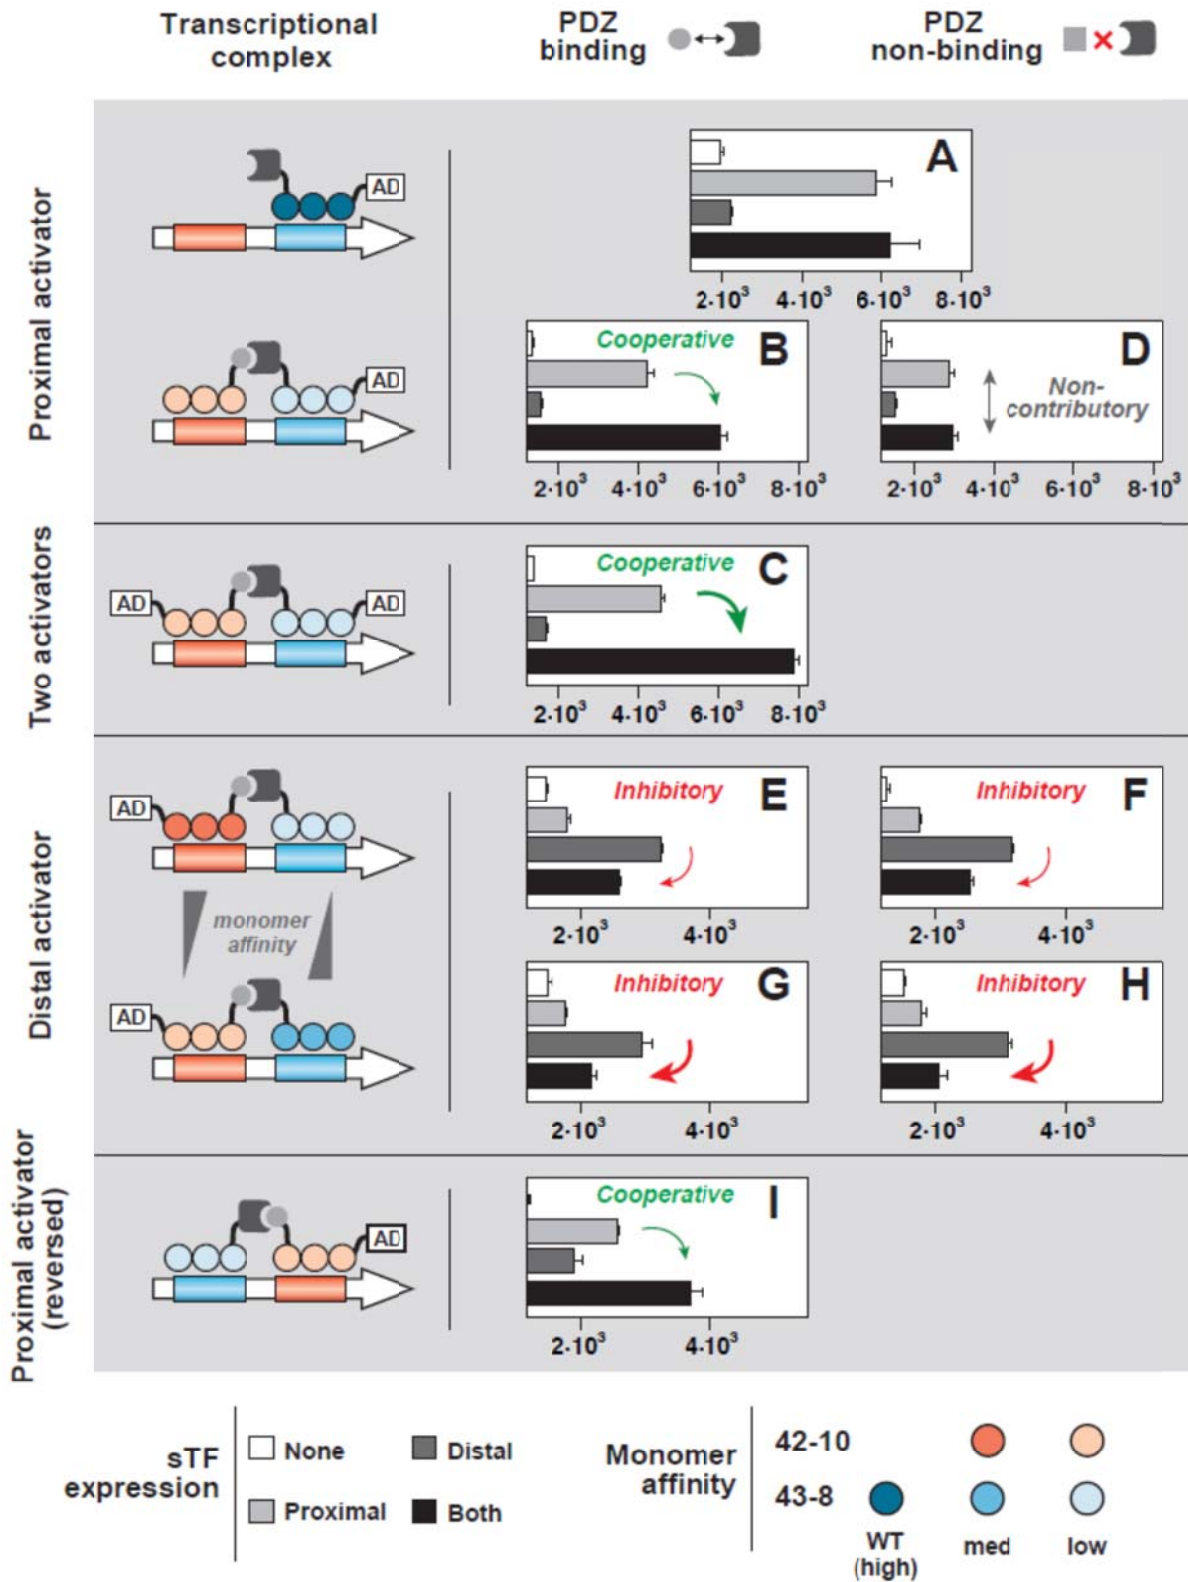 Transcriptional
complex
PDZ
binding
PDZ
non-binding
Proximal activator
AD
A
2·10³ 4·10³ 6·10³ 8·10³
AD
Cooperative B
2·10³ 4·10³ 6·10³ 8·10³
D
Non-
contributory
2·10³ 4·10³ 6·10³ 8·10³
Two activators
AD AD
Cooperative C
2·10³ 4·10³ 6·10³ 8·10³
Distal activator
AD
monomer
affinity
AD
Inhibitory E
2·10³ 4·10³
Inhibitory F
2·10³ 4·10³
Inhibitory G
2·10³ 4·10³
Inhibitory H
2·10³ 4·10³
Proximal activator
(reversed)
AD
Cooperative I
2·10³ 4·10³
sTF
expression
None Distal
Proximal Both
Monomer
affinity
42-10
43-8
WT
(high)
med low